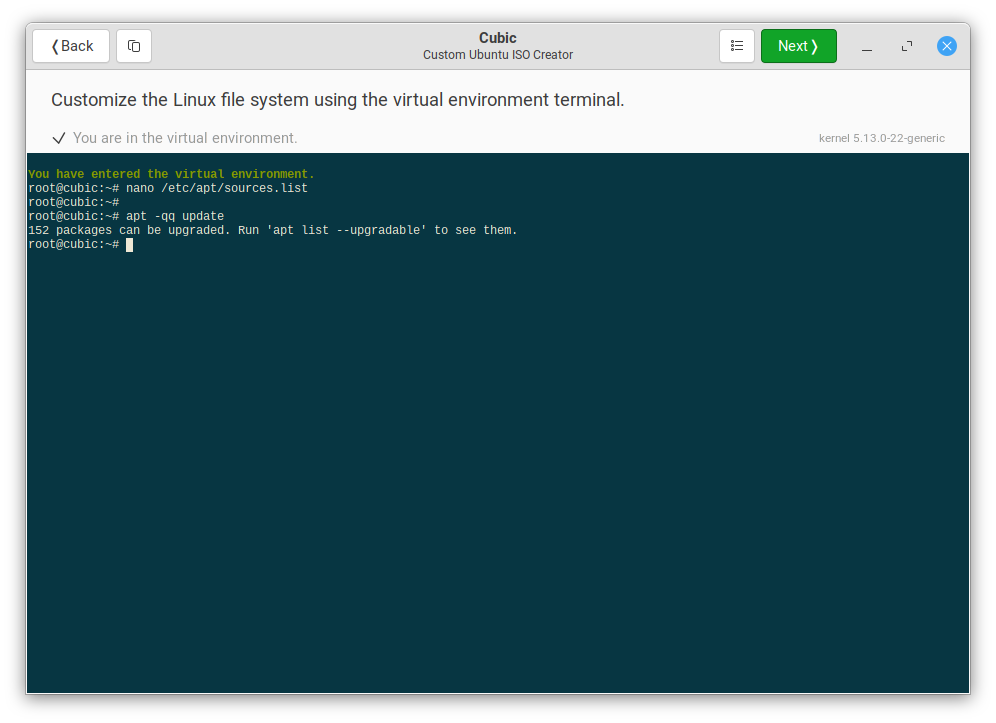 ❬Back
Cubic
Custom Ubuntu ISO Creator
Next❭
Customize the Linux file system using the virtual environment terminal.
You are in the virtual environment.
kernel 5.13.0-22-generic
You have entered the virtual environment.
root@cubic:~# nano /etc/apt/sources.list
root@cubic:~#
root@cubic:~# apt -qq update
152 packages can be upgraded. Run 'apt list --upgradable' to see them.
root@cubic:~#